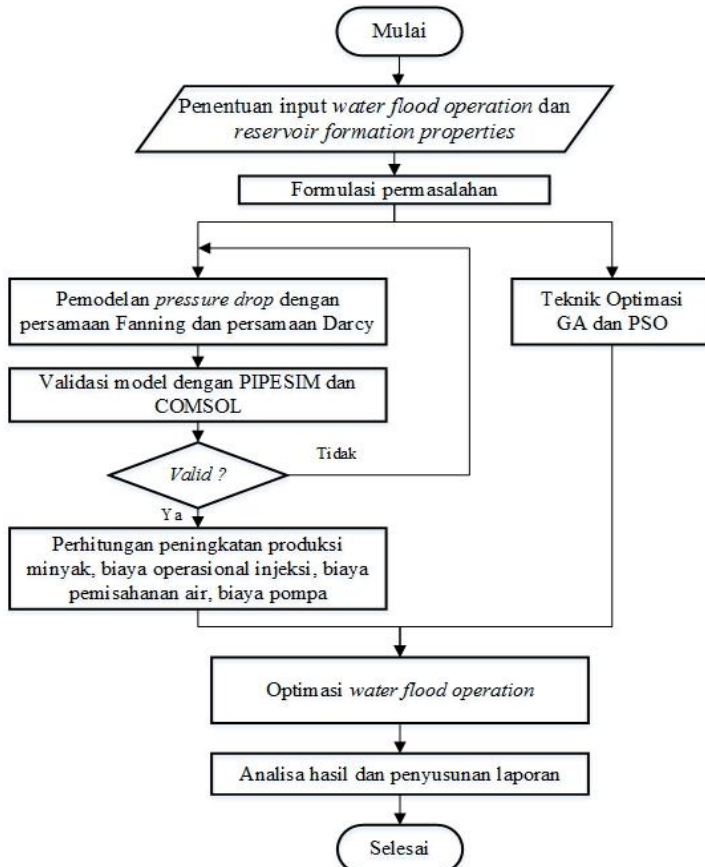 Mulai
Penentuan input water flood operation dan
reservoir formation properties
Formulasi permasalahan
Pemodelan pressure drop dengan
persamaan Fanning dan persamaan Darcy
Teknik Optimasi
GA dan PSO
Validasi model dengan PIPESIM dan
COMSOL
Valid ?
Tidak
Ya
Perhitungan peningkatan produksi
minyak, biaya operasional injeksi, biaya
pemisahanan air, biaya pompa
Optimasi water flood operation
Analisa hasil dan penyusunan laporan
Selesai